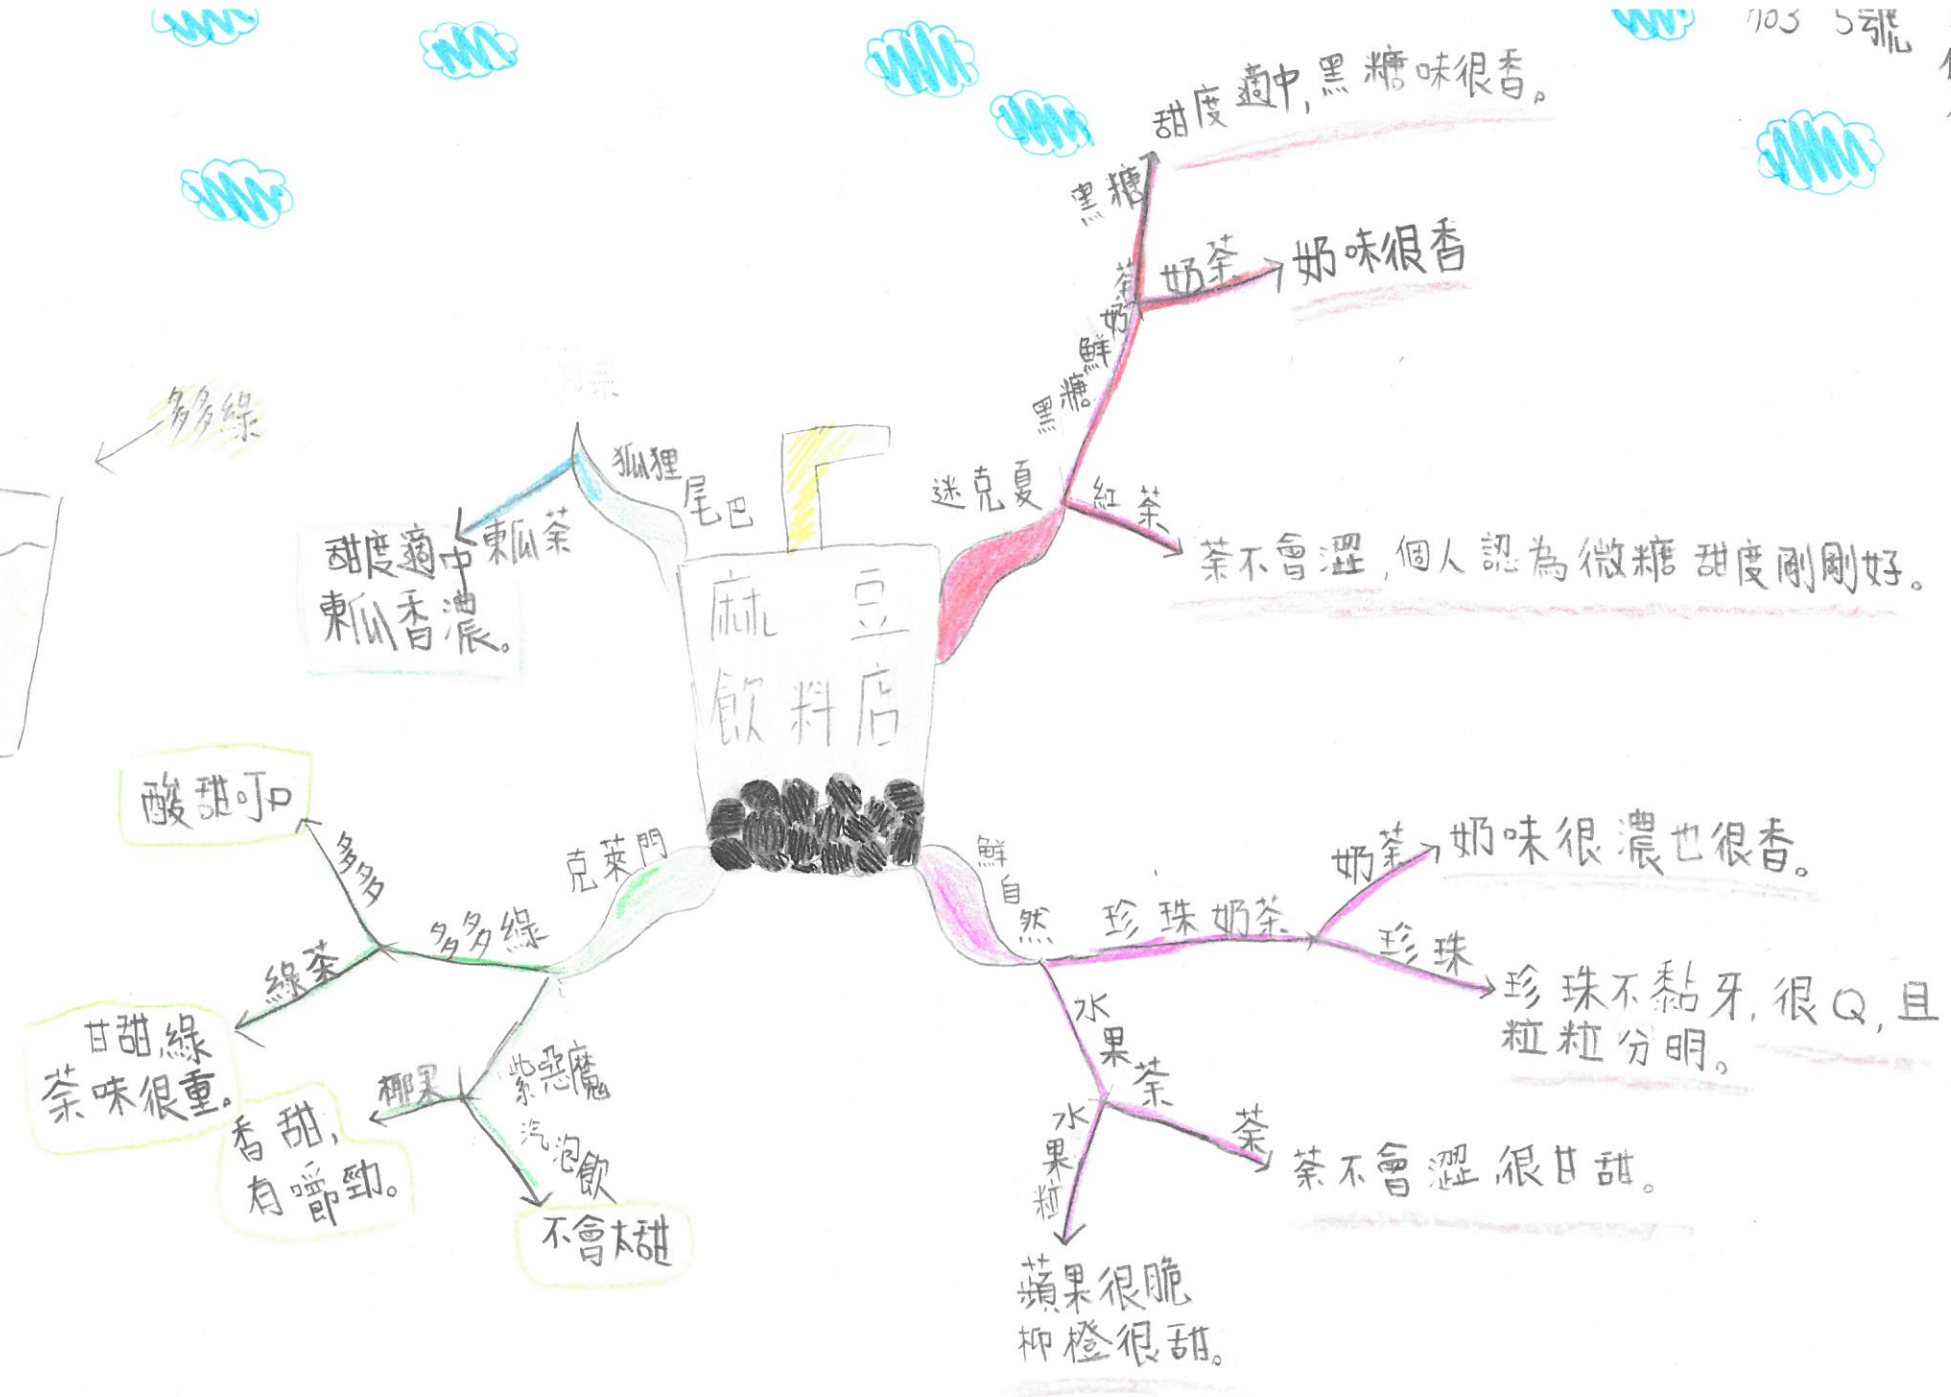 703 5號
多多綠
麻豆
飲料店
狐狸尾巴
東瓜茶
甜度適中
東瓜香濃。
迷克夏
黑糖鮮奶茶
黑糖
甜度適中,黑糖味很香。
奶茶
奶味很香
紅茶
茶不會澀,個人認為微糖甜度剛剛好。
克萊門
多多綠
多多
酸甜可口
綠茶
甘甜,綠
茶味很重。
紫惡魔汽泡飲
椰果
香甜,
有嚼勁。
不會太甜
鮮自然
珍珠奶茶
奶茶
奶味很濃也很香。
珍珠
珍珠不黏牙,很Q,且
粒粒分明。
水果茶
茶
茶不會澀,很甘甜。
水果粒
蘋果很脆
柳橙很甜。